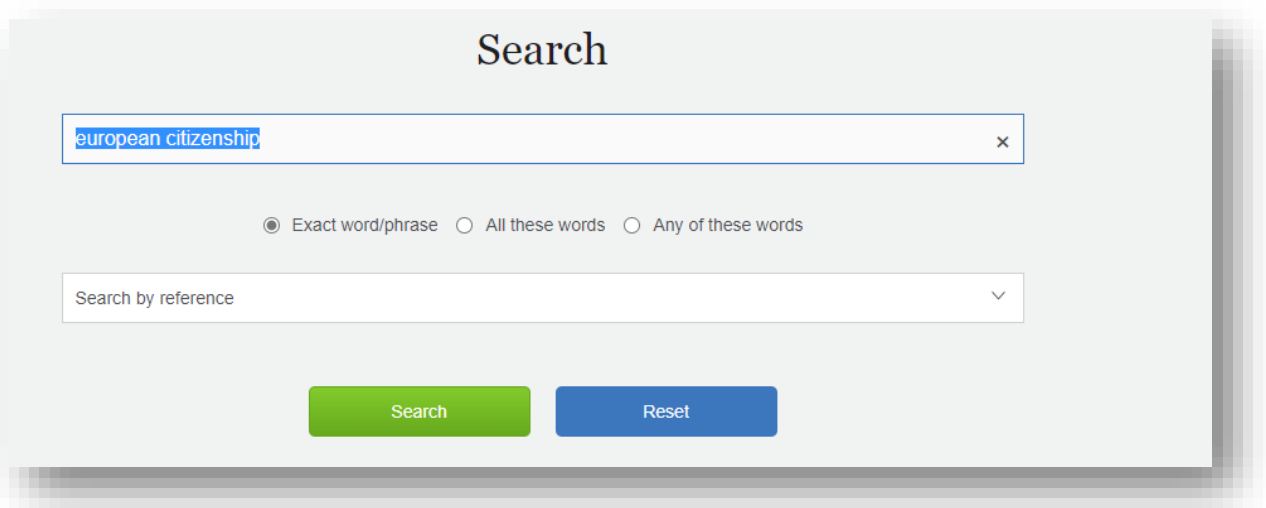 Search
european citizenship
Exact word/phrase All these words Any of these words
Search by reference
Search Reset